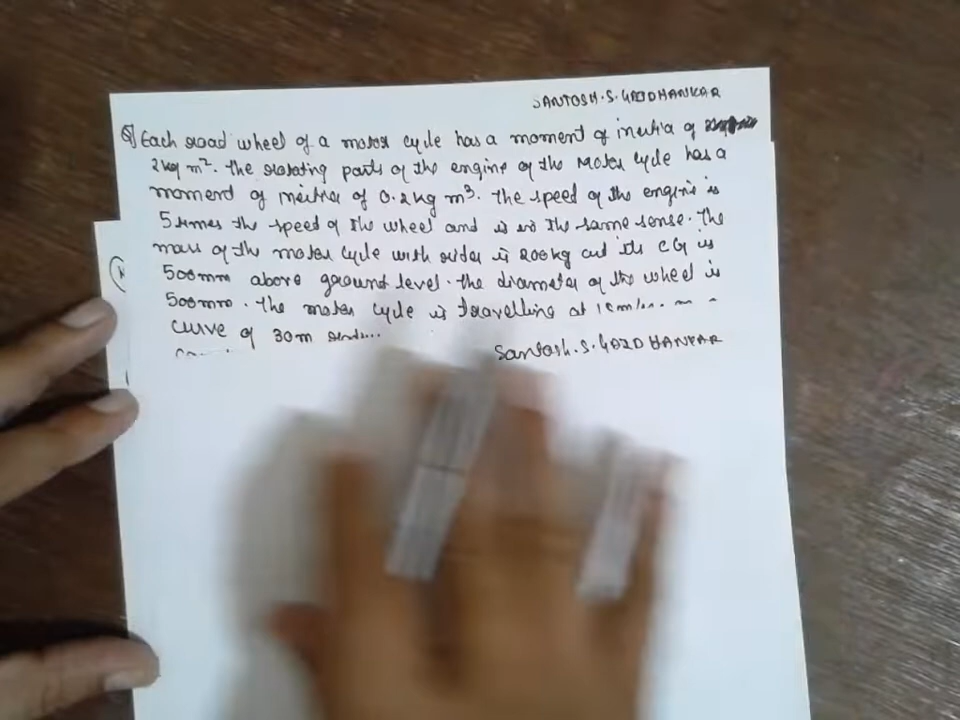 SANTOSH.S.GOJDHANKAR
Q) Each road wheel of a motor cycle has a moment of inertia of
2kg m². the rotating parts of the engine of the Motor cycle has a
moment of inertia of 0.2kg m³. the speed of the engine is
5 times the speed of the wheel and is in the same sense. The
mass of the motor cycle with rider is 200kg and its CG is
500mm above ground level. the diameter of the wheel is
500mm. The motor cycle is travelling at
curve of 30m
Santosh.S.GOJDHANKAR